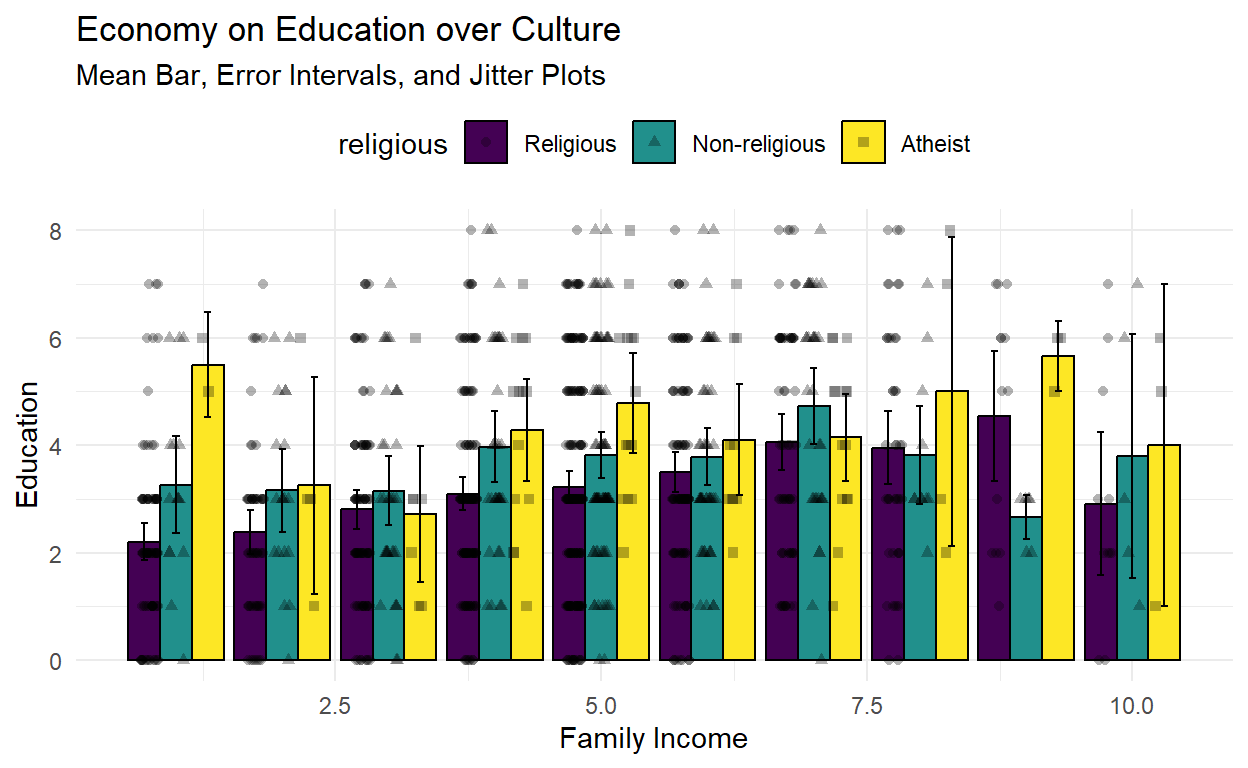 Economy on Education over Culture
Mean Bar, Error Intervals, and Jitter Plots
religious Religious Non-religious Atheist
8
6
4
2
0
Education
2.5 5.0 7.5 10.0
Family Income